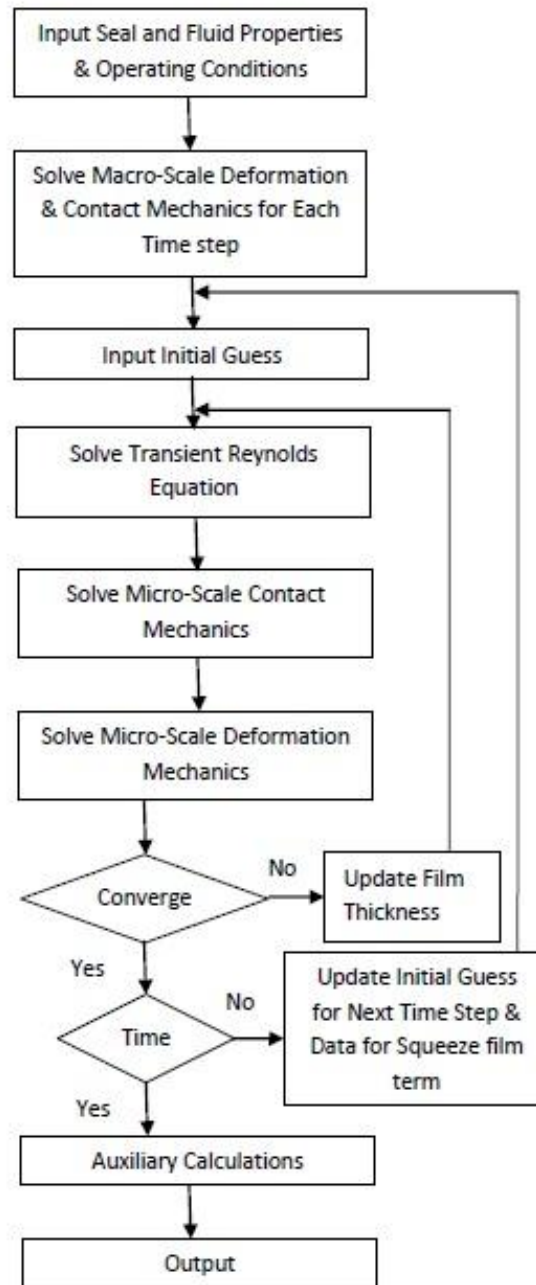 Input Seal and Fluid Properties
& Operating Conditions
Solve Macro-Scale Deformation
& Contact Mechanics for Each
Time step
Input Initial Guess
Solve Transient Reynolds
Equation
Solve Micro-Scale Contact
Mechanics
Solve Micro-Scale Deformation
Mechanics
Converge
No
Update Film
Thickness
Yes
Time
No
Update Initial Guess
for Next Time Step &
Data for Squeeze film
term
Yes
Auxiliary Calculations
Output